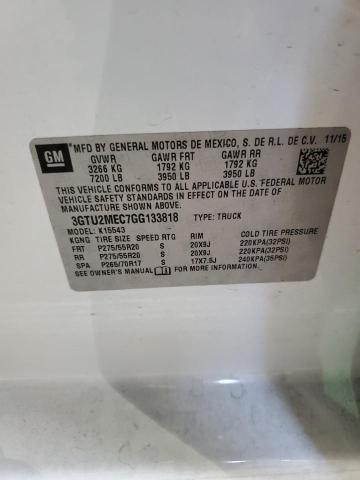 GM
MFD BY GENERAL MOTORS DE MEXICO, S. DE R.L. DE C.V. 11/15
GVWR GAWR FRT GAWR RR
3266 KG 1792 KG 1792 KG
7200 LB 3950 LB 3950 LB
THIS VEHICLE CONFORMS TO ALL APPLICABLE U.S. FEDERAL MOTOR
VEHICLE SAFETY STANDARDS IN EFFECT ON THE DATE OF
MANUFACTURE SHOWN ABOVE.
3GTU2MEC7GG133818 TYPE: TRUCK
MODEL: K15543
KGNG TIRE SIZE SPEED RTG RIM COLD TIRE PRESSURE
FRT P275/55R20 S 20X9J 220KPA(32PSI)
RR P275/55R20 S 20X9J 220KPA(32PSI)
SPA P265/70R17 S 17X7.5J 240KPA(35PSI)
SEE OWNER'S MANUAL FOR MORE INFORMATION.